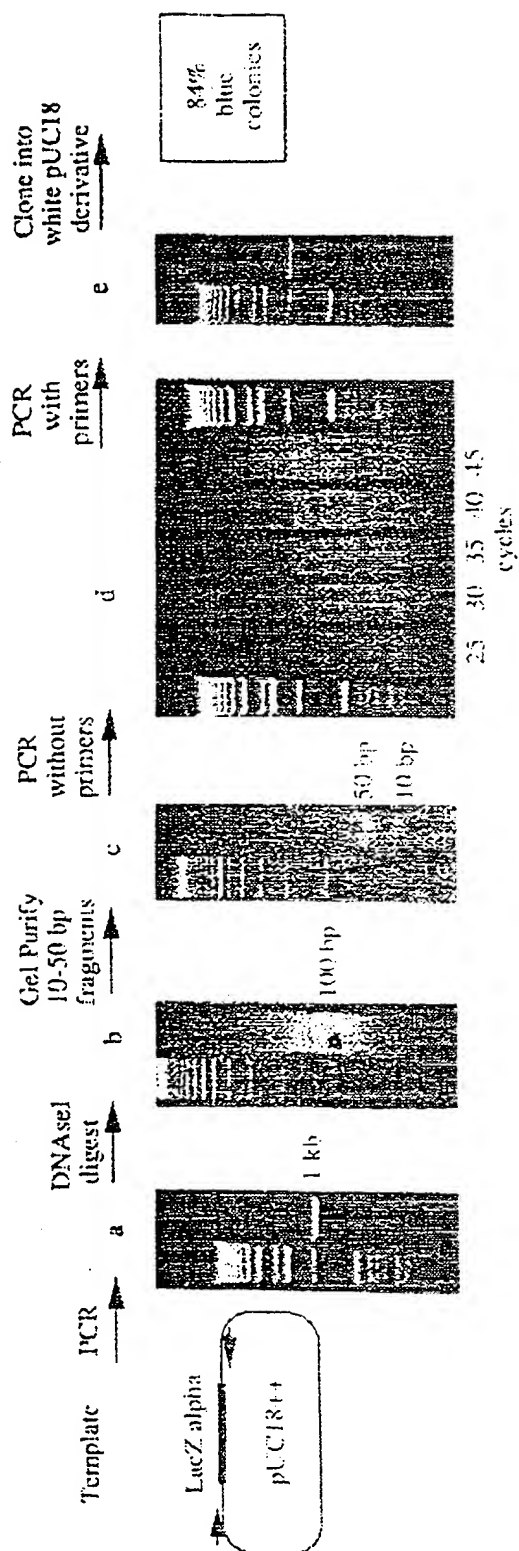 Template
PCR
DNAseI
digest
Gel Purify
10-50 bp
fragments
PCR
without
primers
PCR
with
primers
Clone into
white pUC18
derivative
a
b
c
d
e
LacZ alpha
pUC18++
1 kb
100 bp
50 bp
10 bp
25 30 35 40 45
cycles
84%
blue
colonies